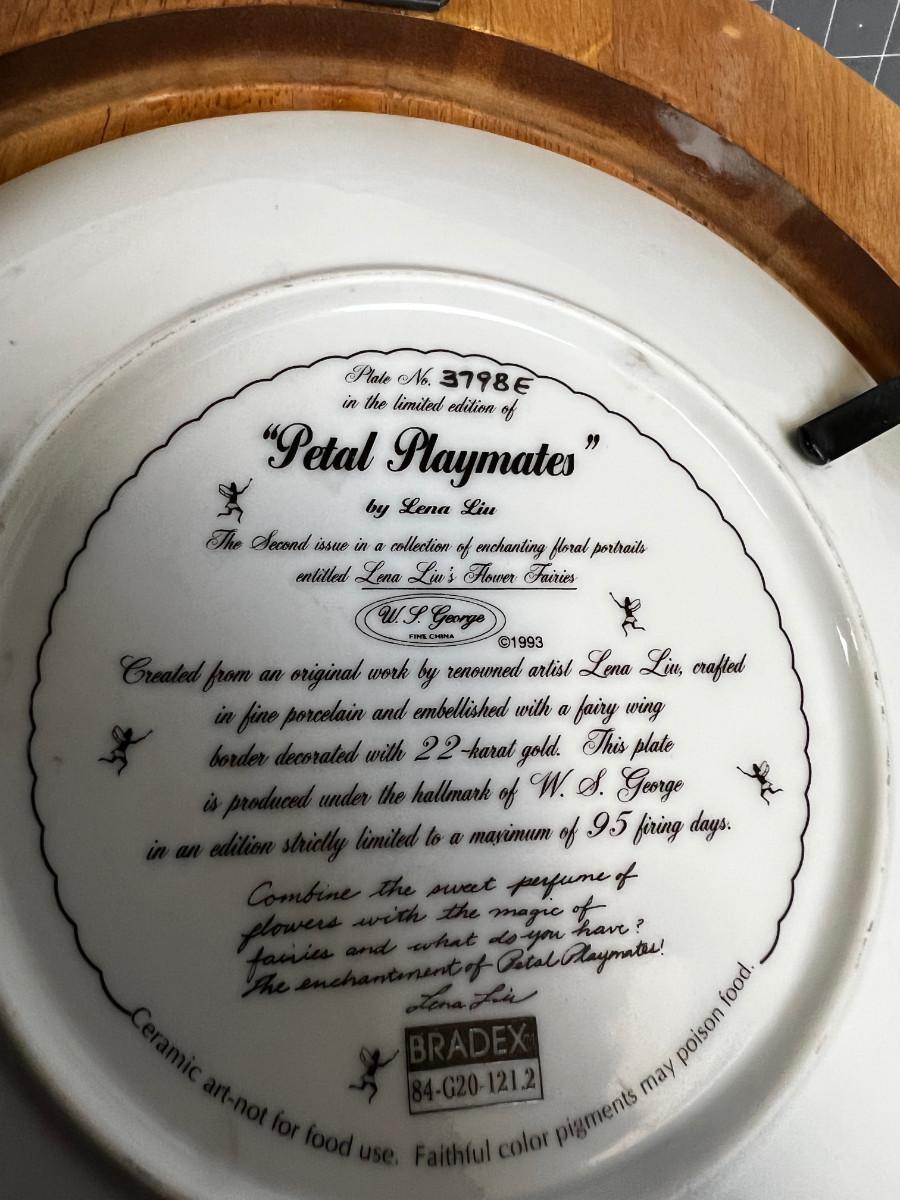 Plate No. 3798E
in the limited edition of
"Petal Playmates"
by Lena Liu
The Second issue in a collection of enchanting floral portraits
entitled Lena Liu's Flower Fairies
W. S. George
FINE CHINA
©1993
Created from an original work by renowned artist Lena Liu, crafted
in fine porcelain and embellished with a fairy wing
border decorated with 22-karat gold. This plate
is produced under the hallmark of W. S. George
in an edition strictly limited to a maximum of 95 firing days.
Combine the sweet perfume of
flowers with the magic of
fairies and what do you have?
The enchantment of Petal Playmates!
Lena Liu
BRADEX
84-G20-121.2
Ceramic art-not for food use. Faithful color pigments may poison food.